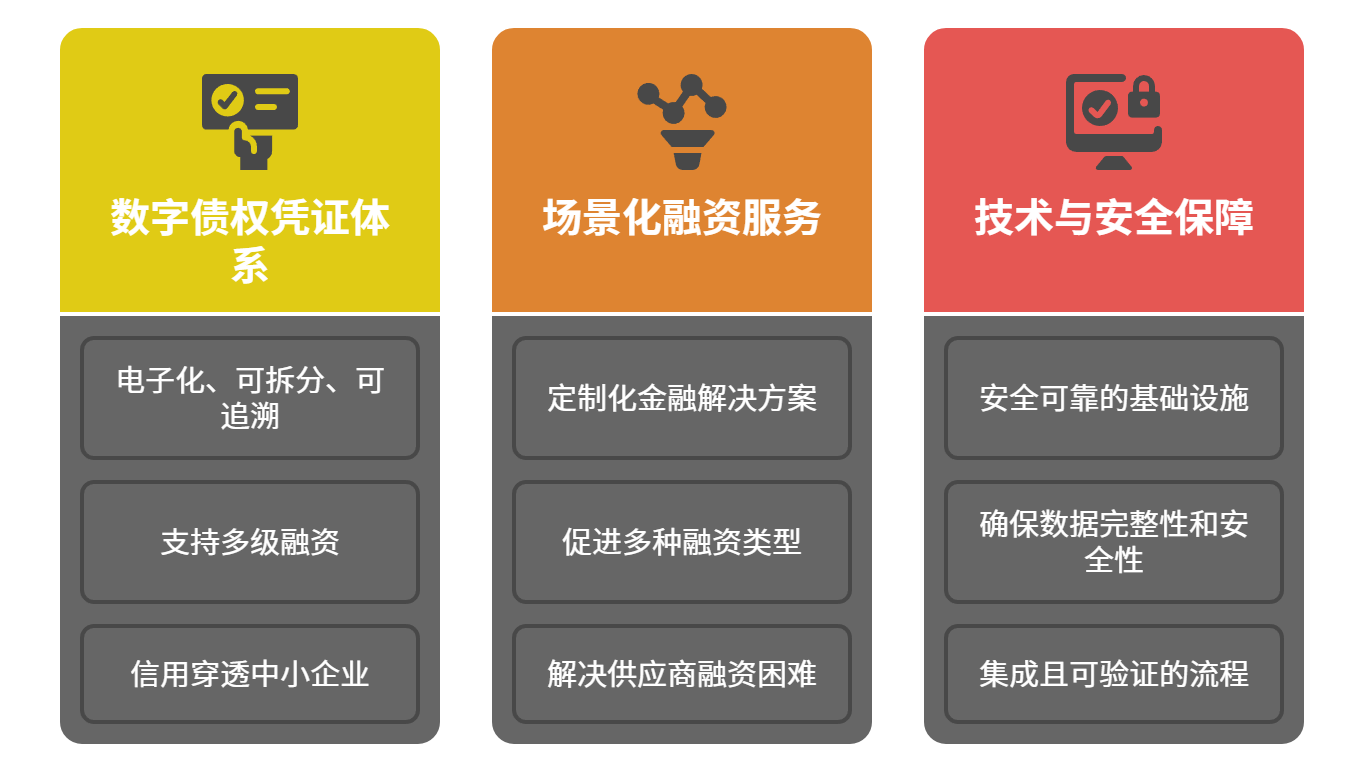 数字债权凭证体
系
电子化、可拆分、可
追溯
支持多级融资
信用穿透中小企业
场景化融资服务
定制化金融解决方案
促进多种融资类型
解决供应商融资困难
技术与安全保障
安全可靠的基础设施
确保数据完整性和安
全性
集成且可验证的流程